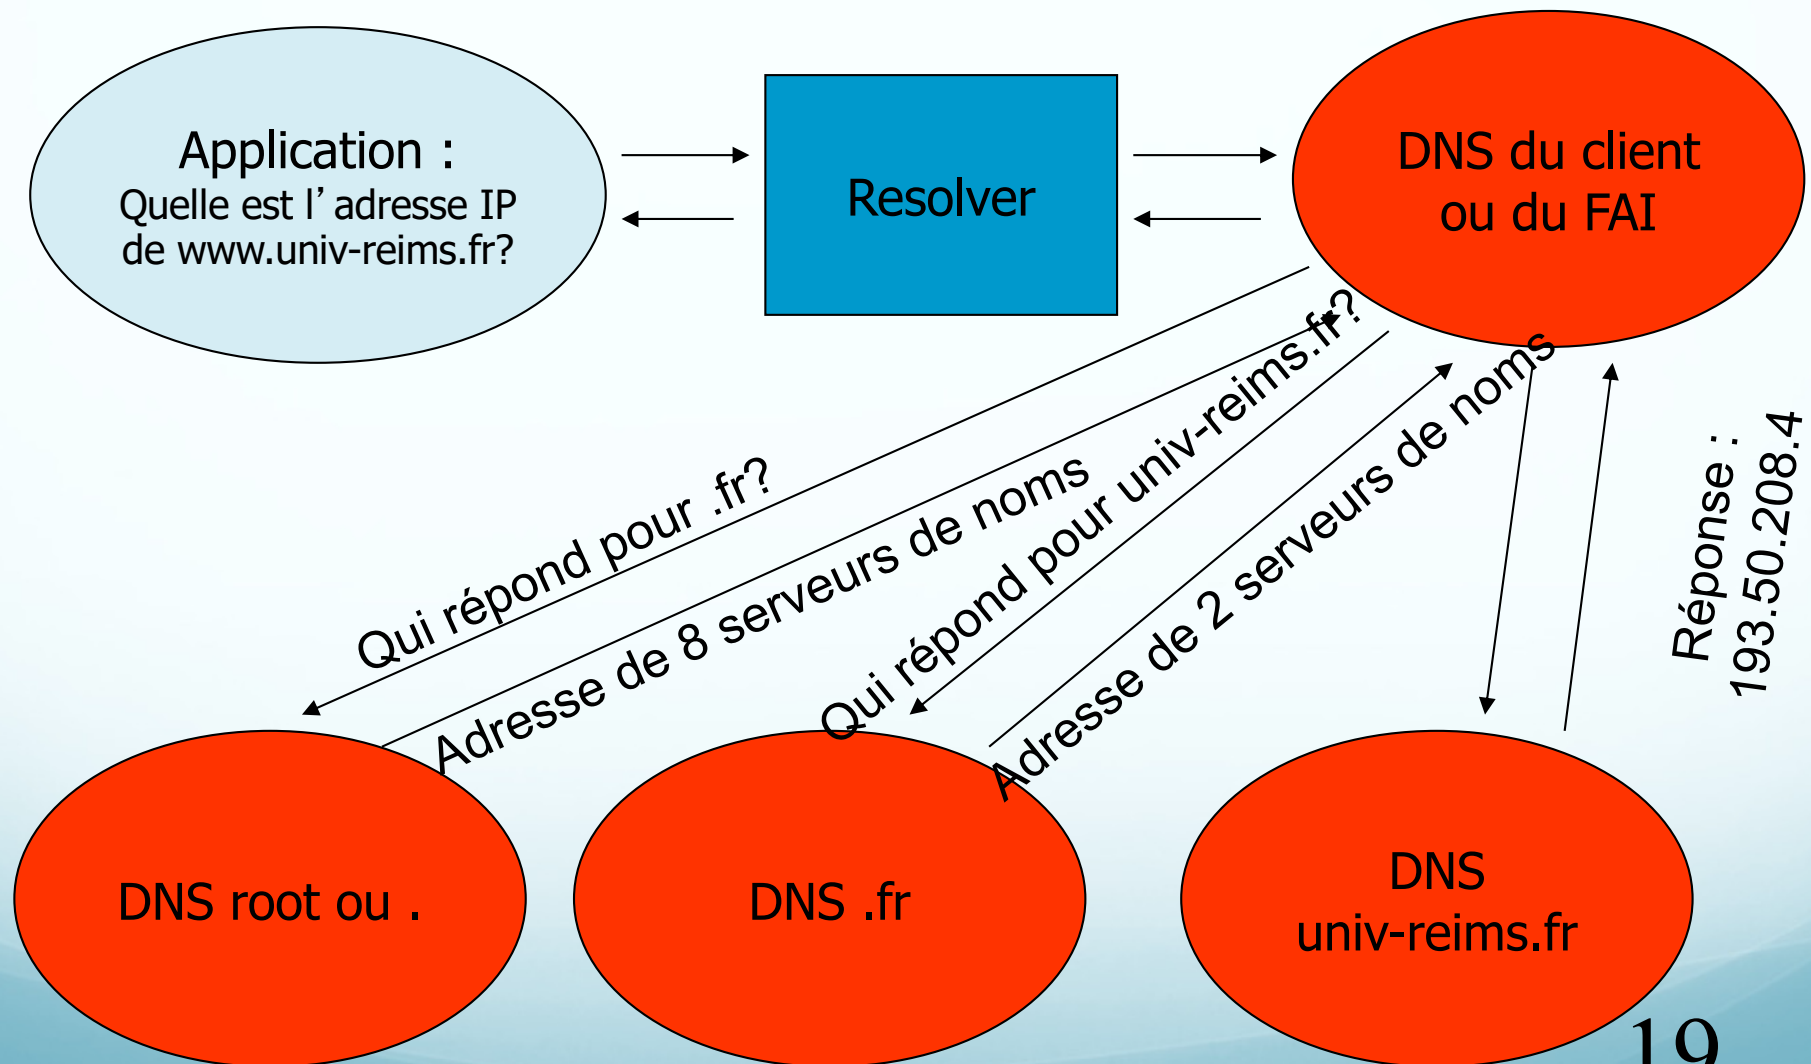 Application :
Quelle est l’ adresse IP
de www.univ-reims.fr?
Resolver
DNS du client
ou du FAI
Qui répond pour .fr?
Adresse de 8 serveurs de noms
Qui répond pour univ-reims.fr?
Adresse de 2 serveurs de noms
Réponse :
193.50.208.4
DNS root ou .
DNS .fr
DNS
univ-reims.fr
19